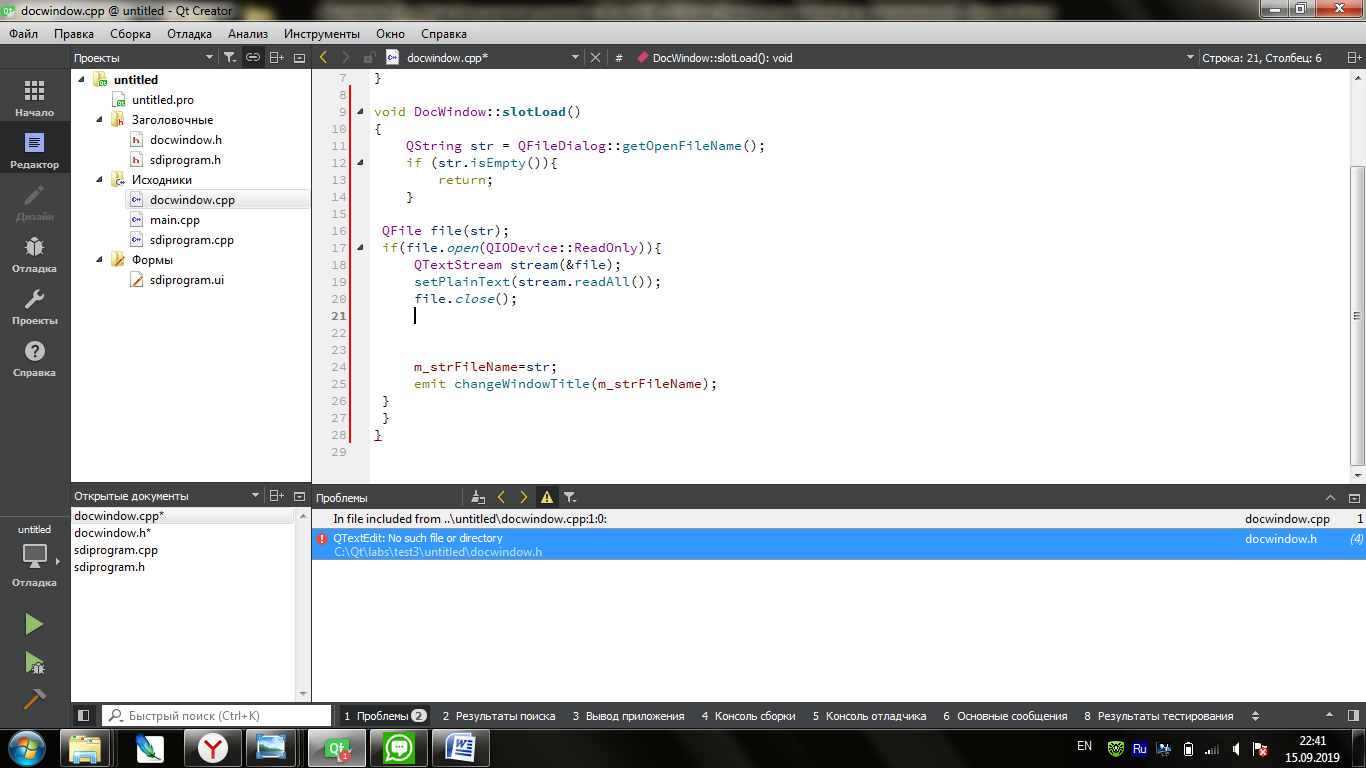 docwindow.cpp @ untitled - Qt Creator
Файл Правка Сборка Отладка Анализ Инструменты Окно Справка
Проекты
docwindow.cpp*
#
DocWindow::slotLoad(): void
Строка: 21, Столбец: 6
Начало
Редактор
Дизайн
Отладка
Проекты
Справка
untitled
untitled.pro
Заголовочные
docwindow.h
sdiprogram.h
Исходники
docwindow.cpp
main.cpp
sdiprogram.cpp
Формы
sdiprogram.ui
7 }
8
9 void DocWindow::slotLoad()
10 {
11 QString str = QFileDialog::getOpenFileName();
12 if (str.isEmpty()){
13 return;
14 }
15
16 QFile file(str);
17 if(file.open(QIODevice::ReadOnly)){
18 QTextStream stream(&file);
19 setPlainText(stream.readAll());
20 file.close();
21
22
23
24 m_strFileName=str;
25 emit changeWindowTitle(m_strFileName);
26 }
27 }
28 }
29
Открытые документы
docwindow.cpp*
docwindow.h*
sdiprogram.cpp
sdiprogram.h
untitled
Отладка
Проблемы
In file included from ..\untitled\docwindow.cpp:1:0: docwindow.cpp 1
QTextEdit: No such file or directory docwindow.h (4)
C:\Qt\labs\test3\untitled\docwindow.h
Быстрый поиск (Ctrl+K)
1 Проблемы 2
2 Результаты поиска
3 Вывод приложения
4 Консоль сборки
5 Консоль отладчика
6 Основные сообщения
8 Результаты тестирования
EN
Ru
22:41
15.09.2019